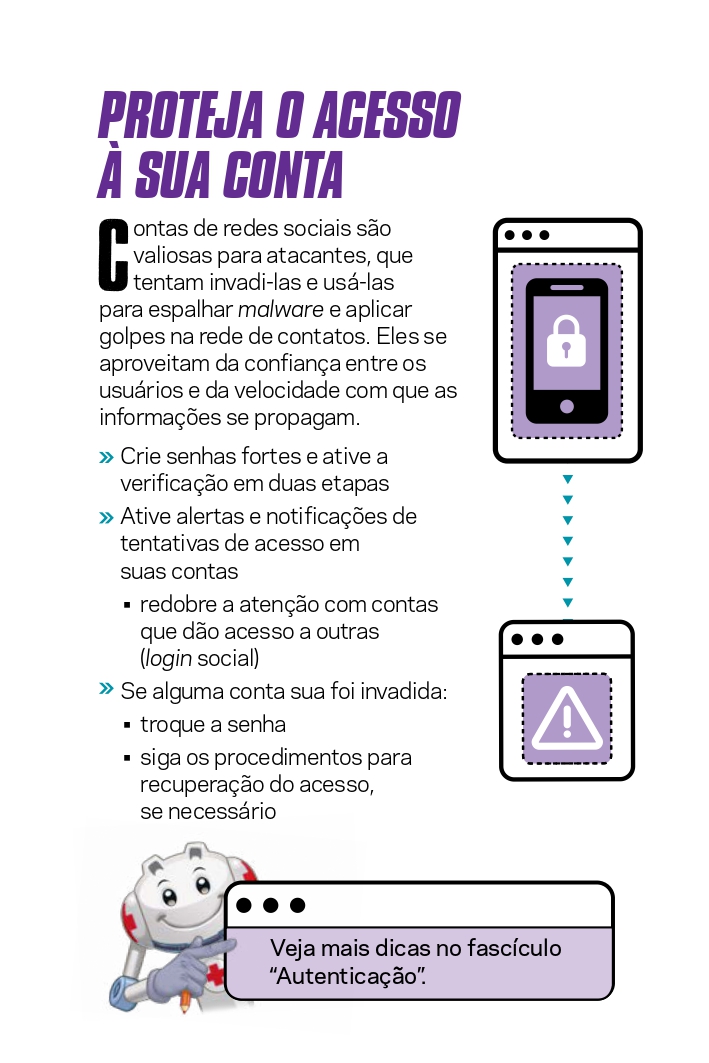 PROTEJA O ACESSO
À SUA CONTA
Contas de redes sociais são
valiosas para atacantes, que
tentam invadi-las e usá-las
para espalhar malware e aplicar
golpes na rede de contatos. Eles se
aproveitam da confiança entre os
usuários e da velocidade com que as
informações se propagam.
» Crie senhas fortes e ative a
verificação em duas etapas
» Ative alertas e notificações de
tentativas de acesso em
suas contas
▪ redobre a atenção com contas
que dão acesso a outras
(login social)
» Se alguma conta sua foi invadida:
▪ troque a senha
▪ siga os procedimentos para
recuperação do acesso,
se necessário
Veja mais dicas no fascículo
“Autenticação”.